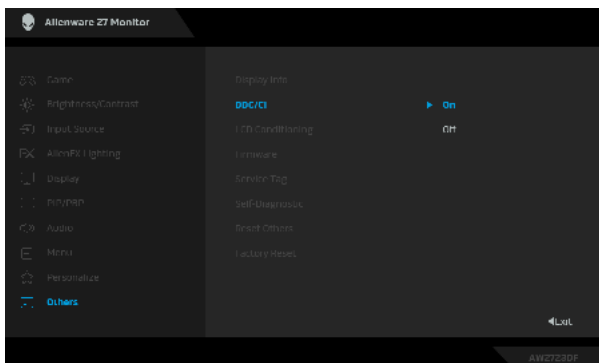 Alienware 27 Monitor
Game
Brightness/Contrast
Input Source
AlienFX Lighting
Display
PIP/PBP
Audio
Menu
Personalize
Others
Display Info
DDC/CI
On
LCD Conditioning
Off
Firmware
Service Tag
Self-Diagnostic
Reset Others
Factory Reset
Exit
AW2723DF